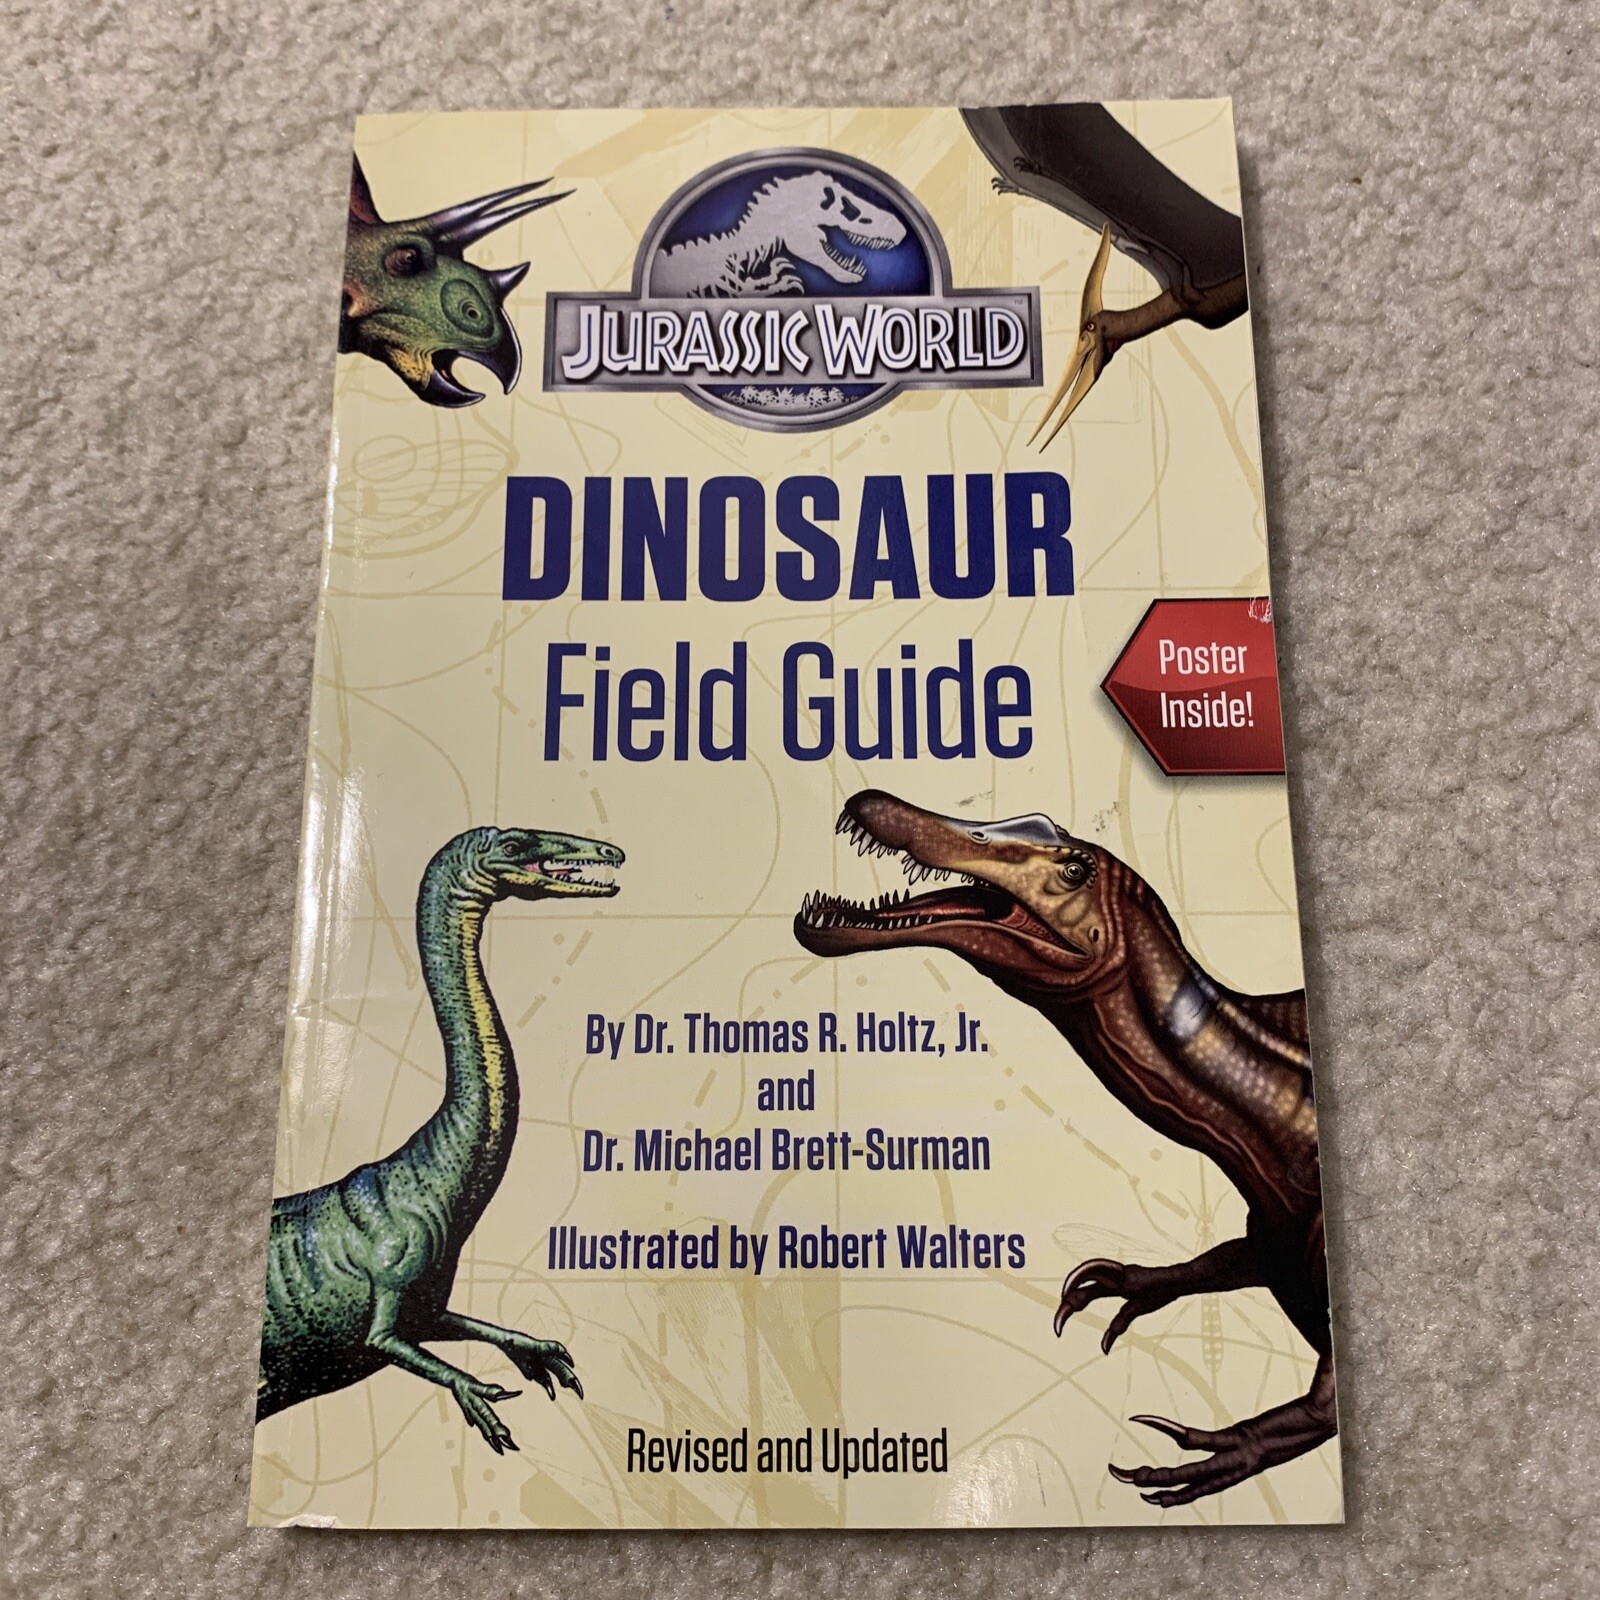 JURASSIC WORLD
DINOSAUR
Field Guide
Poster
Inside!
By Dr. Thomas R. Holtz, Jr.
and
Dr. Michael Brett-Surman
Illustrated by Robert Walters
Revised and Updated